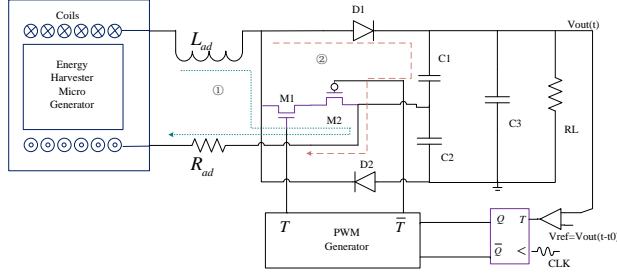 Coils
D1
Vout(t)
L_ad
②
Energy
Harvester
Micro
Generator
①
C1
M1
M2
C3
RL
R_ad
C2
D2
T
T̅
PWM
Generator
Q
T
Q̅
<
Vref=Vout(t-t0)
CLK